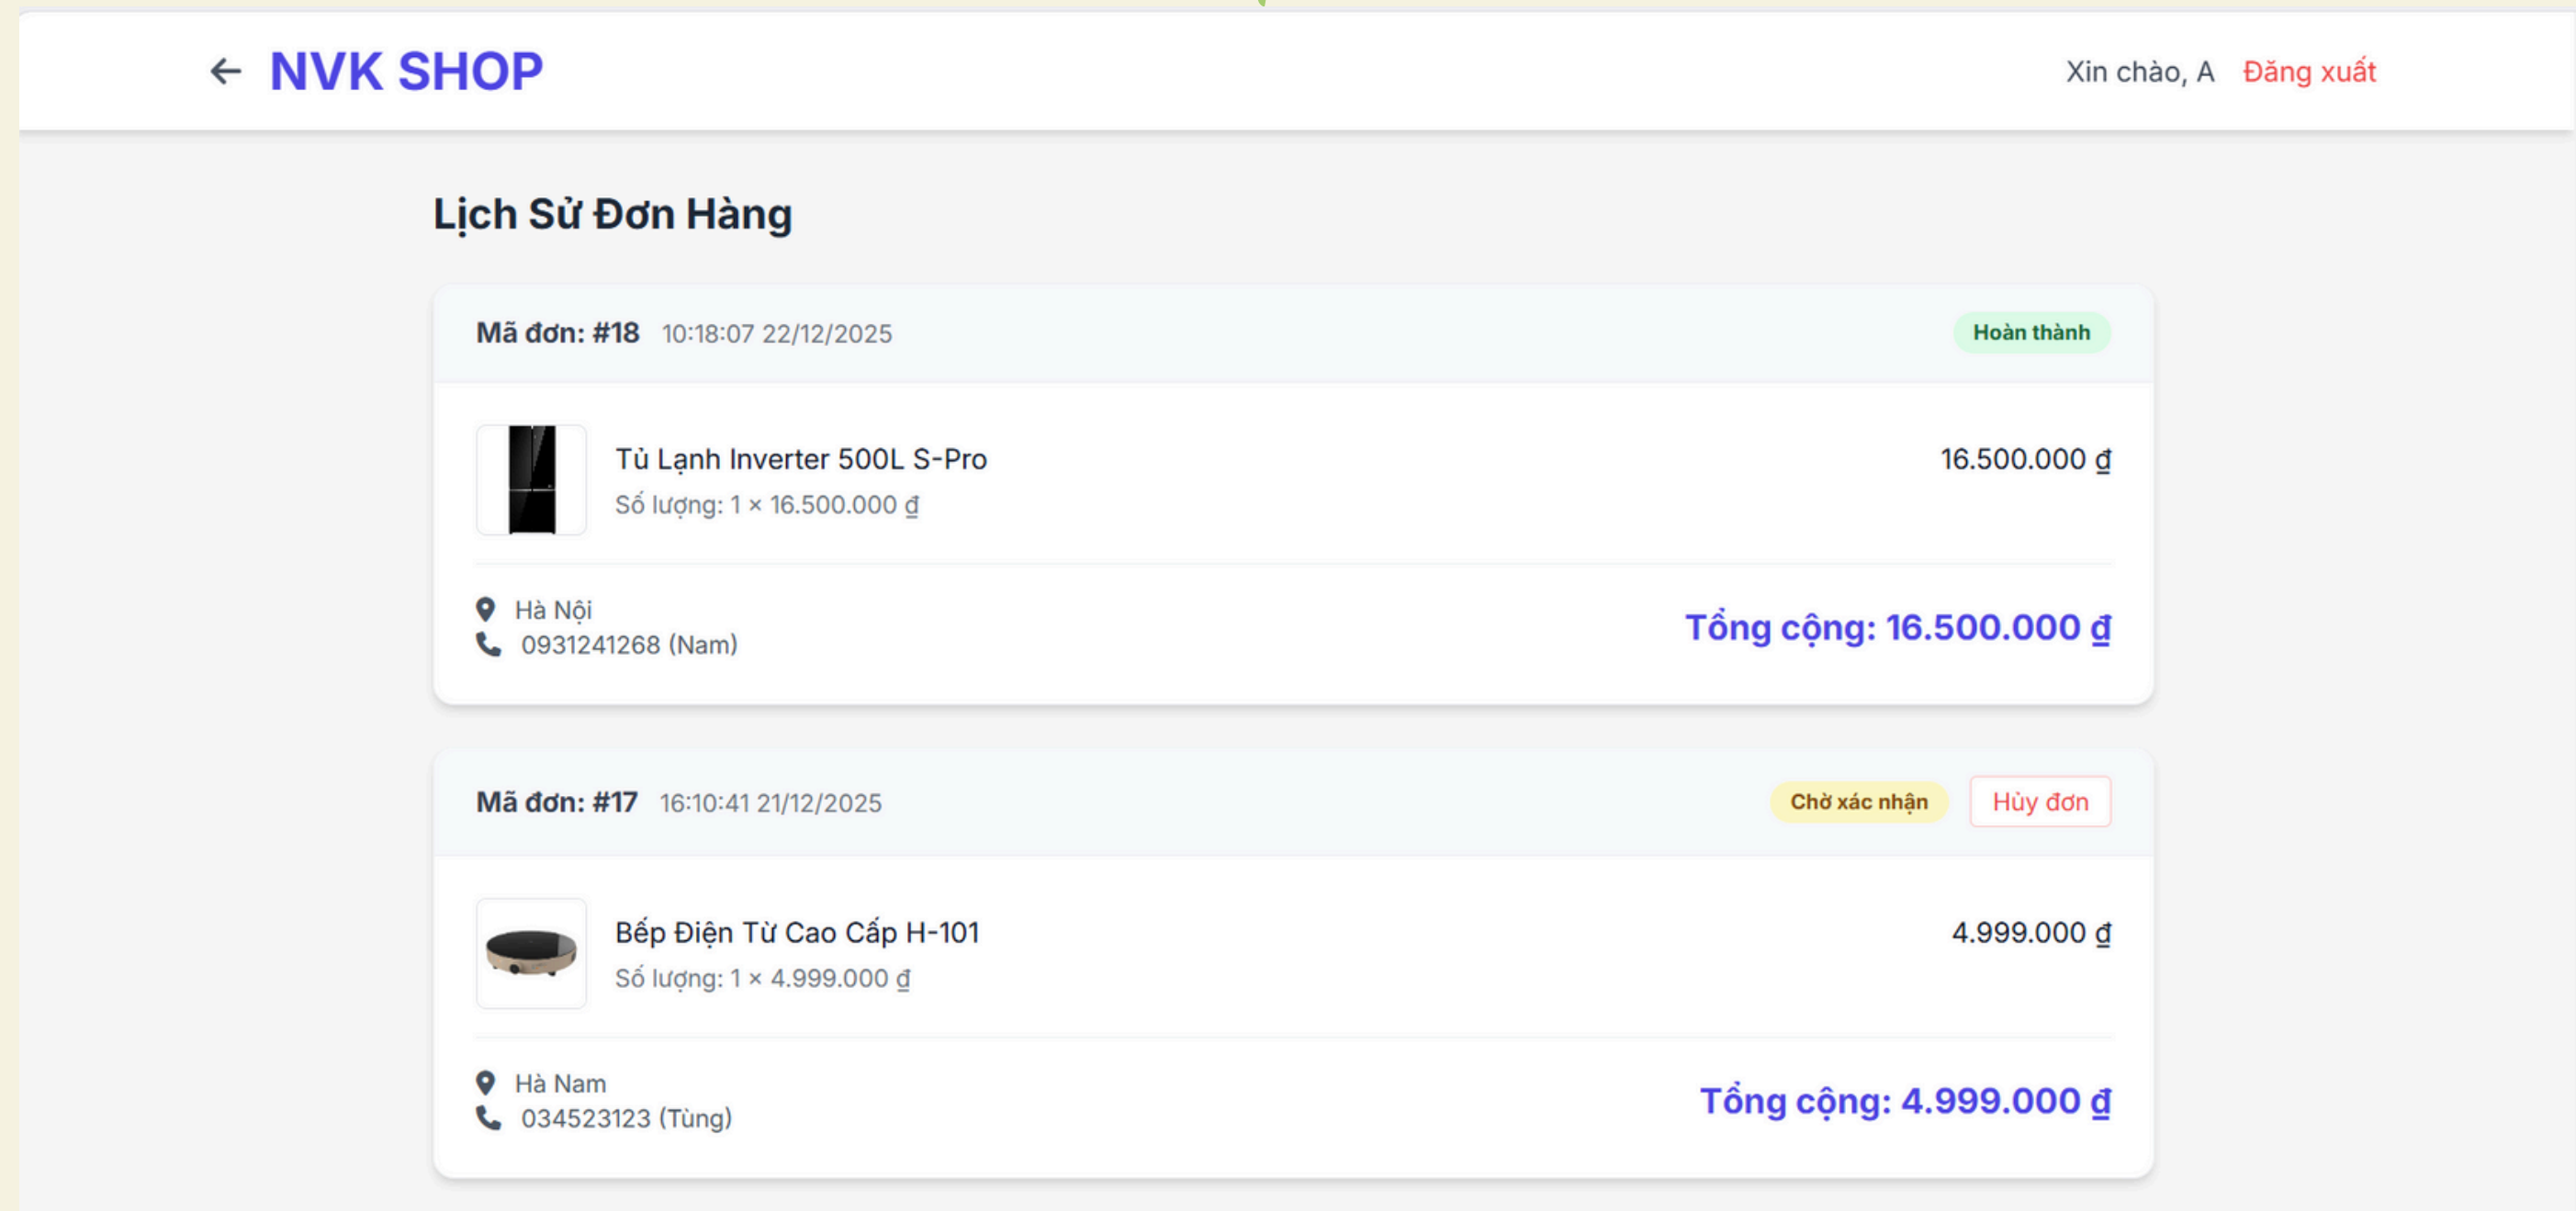 NVK SHOP
Xin chào, A Đăng xuất
Lịch Sử Đơn Hàng
Mã đơn: #18 10:18:07 22/12/2025 Hoàn thành
Tủ Lạnh Inverter 500L S-Pro 16.500.000 ₫
Số lượng: 1 × 16.500.000 ₫
Hà Nội
0931241268 (Nam)
Tổng cộng: 16.500.000 ₫
Mã đơn: #17 16:10:41 21/12/2025 Chờ xác nhận Hủy đơn
Bếp Điện Từ Cao Cấp H-101 4.999.000 ₫
Số lượng: 1 × 4.999.000 ₫
Hà Nam
034523123 (Tùng)
Tổng cộng: 4.999.000 ₫